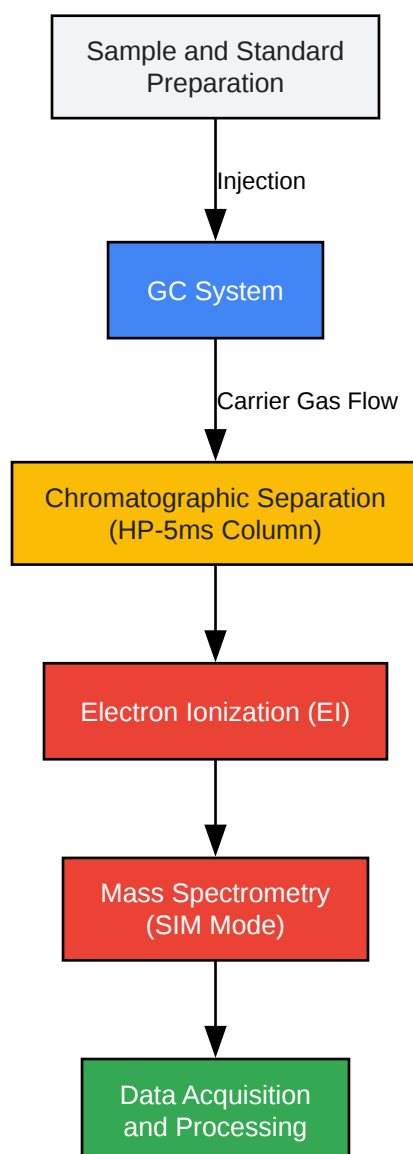 Sample and Standard
Preparation
Injection
GC System
Carrier Gas Flow
Chromatographic Separation
(HP-5ms Column)
Electron Ionization (EI)
Mass Spectrometry
(SIM Mode)
Data Acquisition
and Processing